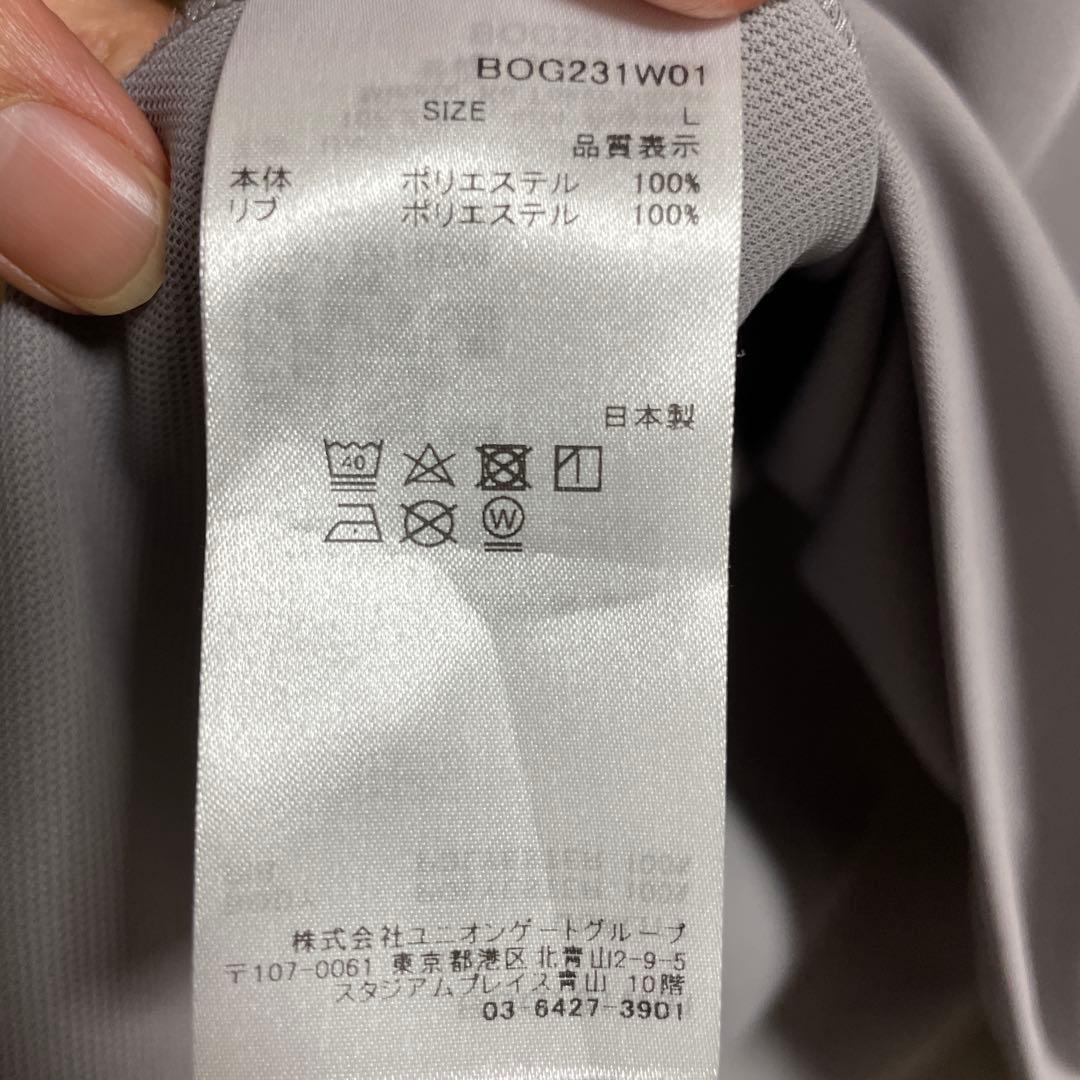 BOG231W01
SIZE L
品質表示
本体 ポリエステル 100%
リブ ポリエステル 100%
日本製
40
W
株式会社ユニオンゲートグループ
〒107-0061 東京都港区北青山2-9-5
スタジアムプレイス青山 10階
03-6427-3901